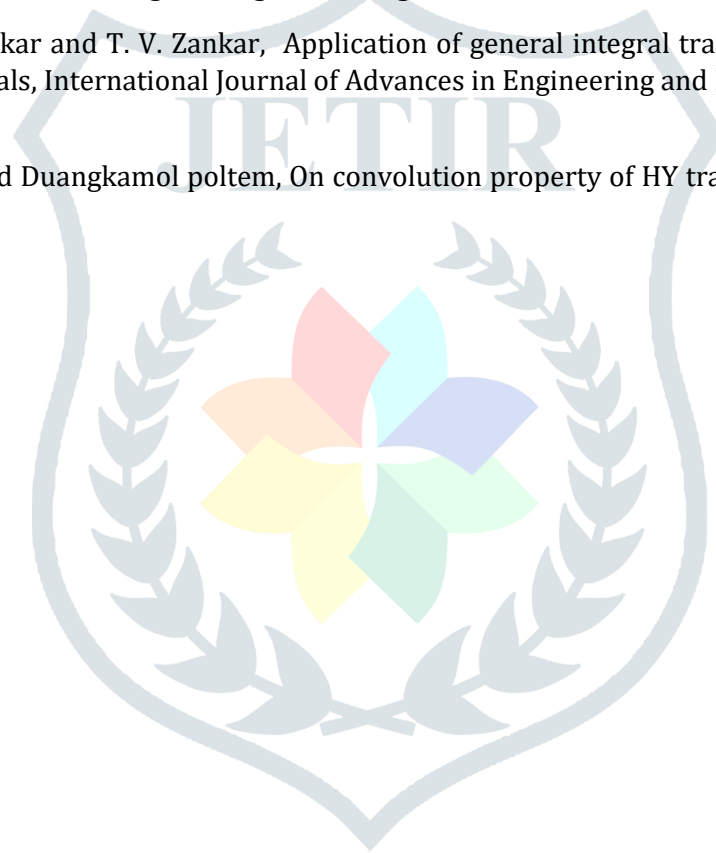 kar and T. V. Zankar, Application of general integral tra
als, International Journal of Advances in Engineering and
JETIR
d Duangkamol poltem, On convolution property of HY tra